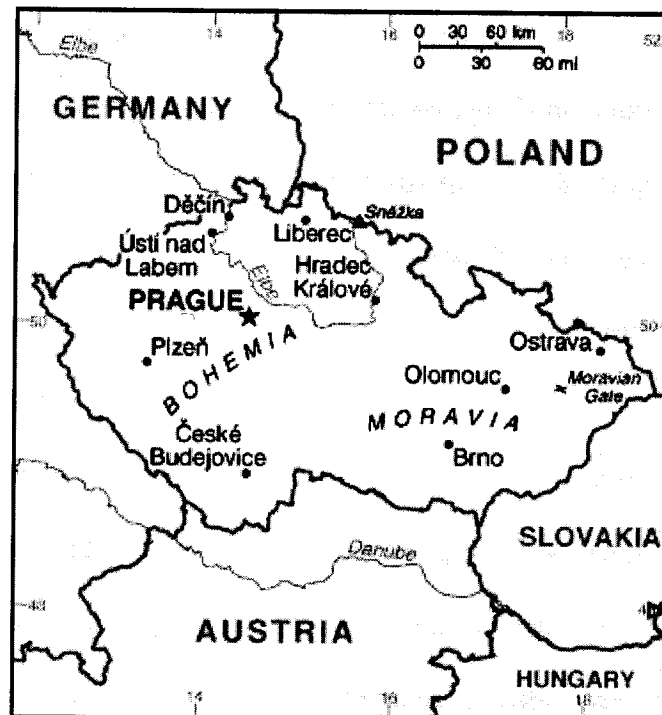 14
16
18
52
0 30 60 km
0 30 60 mi
Elbe
GERMANY
POLAND
Děčín
Sněžka
Ústí nad
Labem
Liberec
Elbe
Hradec
Králové
PRAGUE
50
50
Ostrava
Plzeň
BOHEMIA
Olomouc
Moravian
Gate
MORAVIA
České
Budejovice
Brno
SLOVAKIA
Danube
48
AUSTRIA
HUNGARY
14
16
18